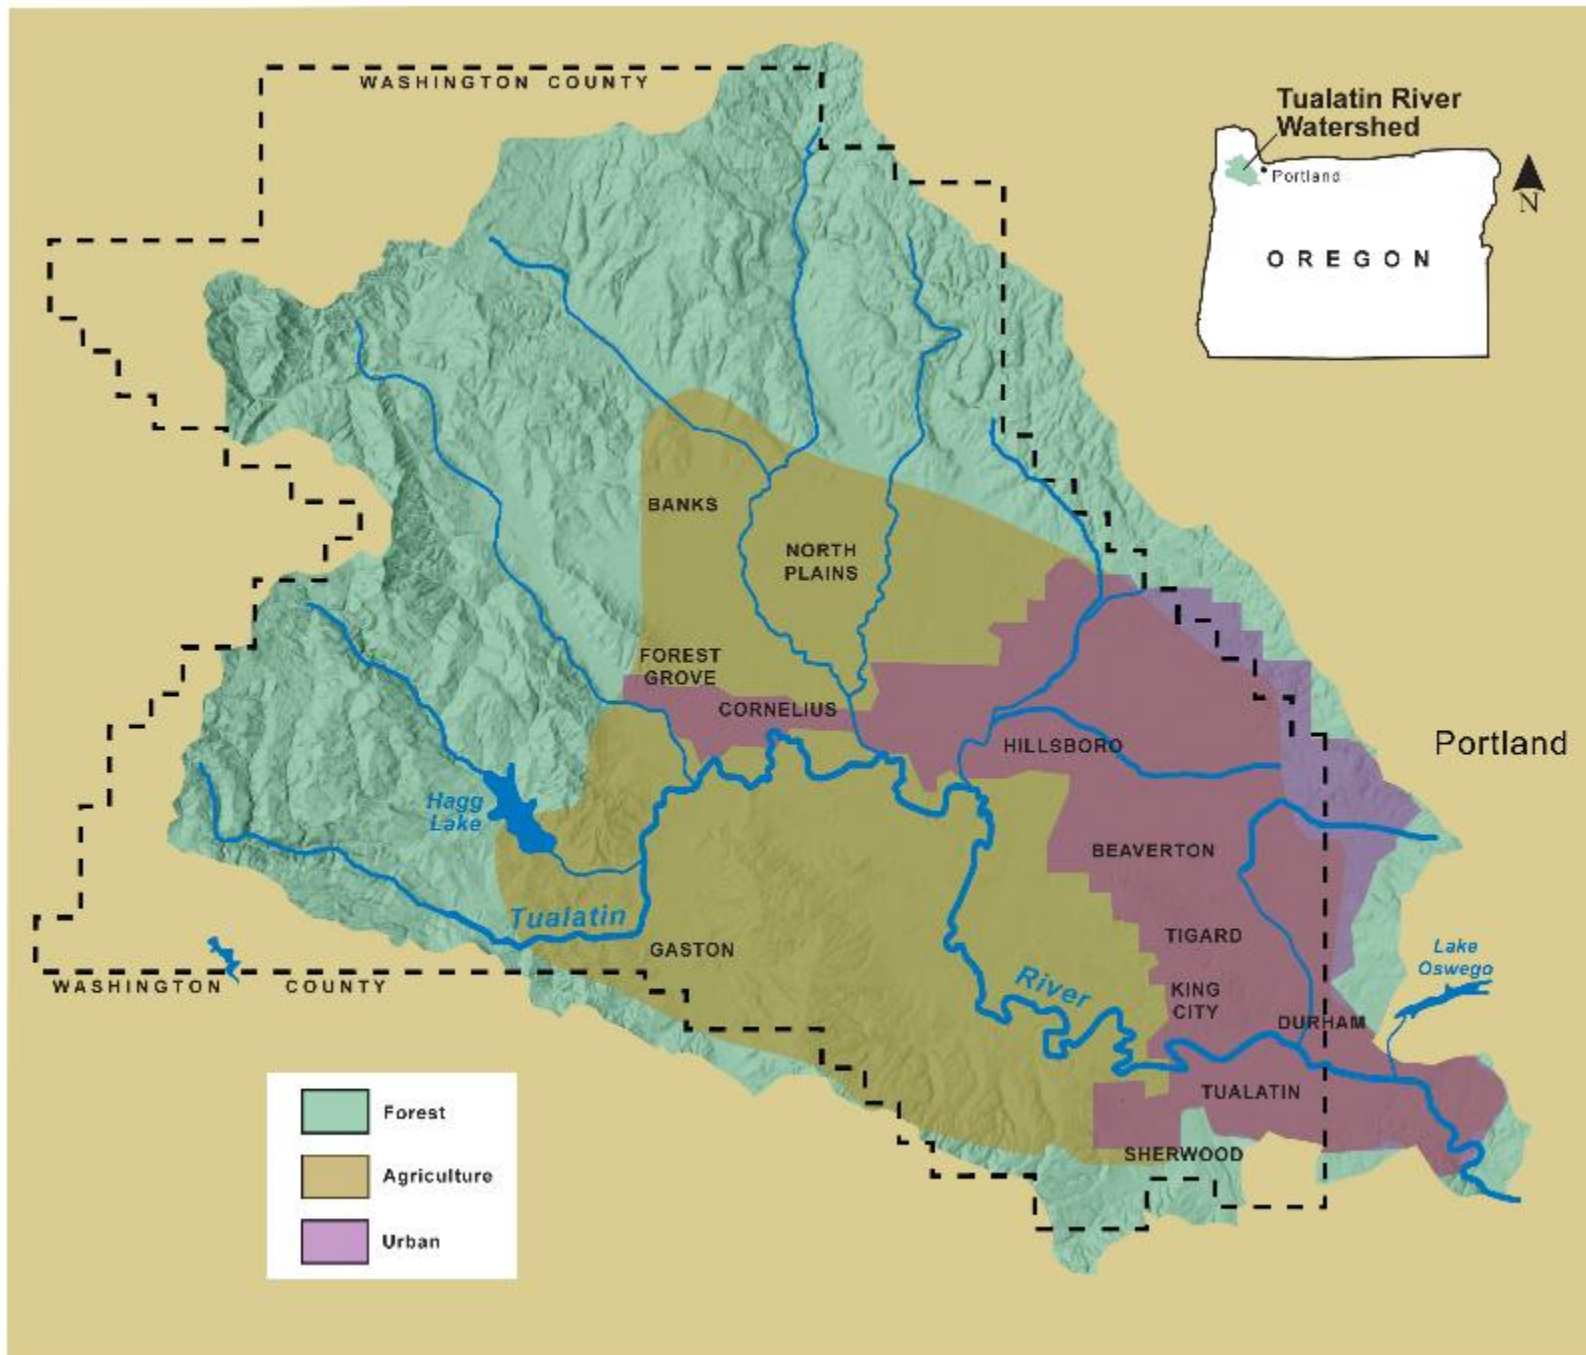 WASHINGTON COUNTY
Tualatin River
Watershed
Portland
N
OREGON
BANKS
NORTH
PLAINS
FOREST
GROVE
CORNELIUS
HILLSBORO
Portland
Hagg
Lake
BEAVERTON
Tualatin
GASTON
TIGARD
Lake
Oswego
WASHINGTON COUNTY
River
KING
CITY
DURHAM
TUALATIN
SHERWOOD
Forest
Agriculture
Urban